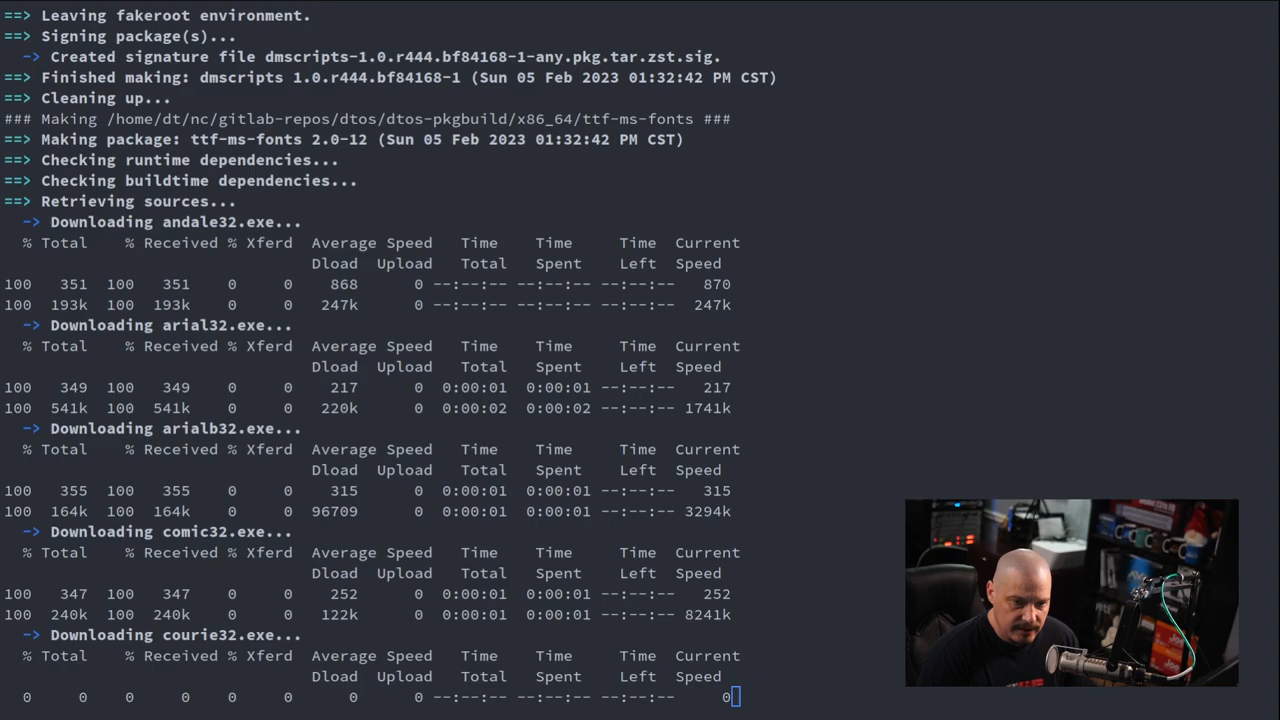 ==> Leaving fakeroot environment.
==> Signing package(s)...
  -> Created signature file dmscripts-1.0.r444.bf84168-1-any.pkg.tar.zst.sig.
==> Finished making: dmscripts 1.0.r444.bf84168-1 (Sun 05 Feb 2023 01:32:42 PM CST)
==> Cleaning up...
### Making /home/dt/nc/gitlab-repos/dtos/dtos-pkgbuild/x86_64/ttf-ms-fonts ###
==> Making package: ttf-ms-fonts 2.0-12 (Sun 05 Feb 2023 01:32:42 PM CST)
==> Checking runtime dependencies...
==> Checking buildtime dependencies...
==> Retrieving sources...
  -> Downloading andale32.exe...
  % Total    % Received % Xferd  Average Speed   Time    Time     Time  Current
                                 Dload  Upload   Total   Spent    Left  Speed
100   351  100   351    0     0    868      0 --:--:-- --:--:-- --:--:--   870
100  193k  100  193k    0     0   247k      0 --:--:-- --:--:-- --:--:--  247k
  -> Downloading arial32.exe...
  % Total    % Received % Xferd  Average Speed   Time    Time     Time  Current
                                 Dload  Upload   Total   Spent    Left  Speed
100   349  100   349    0     0    217      0  0:00:01  0:00:01 --:--:--   217
100  541k  100  541k    0     0   220k      0  0:00:02  0:00:02 --:--:-- 1741k
  -> Downloading arialb32.exe...
  % Total    % Received % Xferd  Average Speed   Time    Time     Time  Current
                                 Dload  Upload   Total   Spent    Left  Speed
100   355  100   355    0     0    315      0  0:00:01  0:00:01 --:--:--   315
100  164k  100  164k    0     0  96709      0  0:00:01  0:00:01 --:--:-- 3294k
  -> Downloading comic32.exe...
  % Total    % Received % Xferd  Average Speed   Time    Time     Time  Current
                                 Dload  Upload   Total   Spent    Left  Speed
100   347  100   347    0     0    252      0  0:00:01  0:00:01 --:--:--   252
100  240k  100  240k    0     0   122k      0  0:00:01  0:00:01 --:--:-- 8241k
  -> Downloading courie32.exe...
  % Total    % Received % Xferd  Average Speed   Time    Time     Time  Current
                                 Dload  Upload   Total   Spent    Left  Speed
  0     0    0     0    0     0      0      0 --:--:-- --:--:-- --:--:--     0